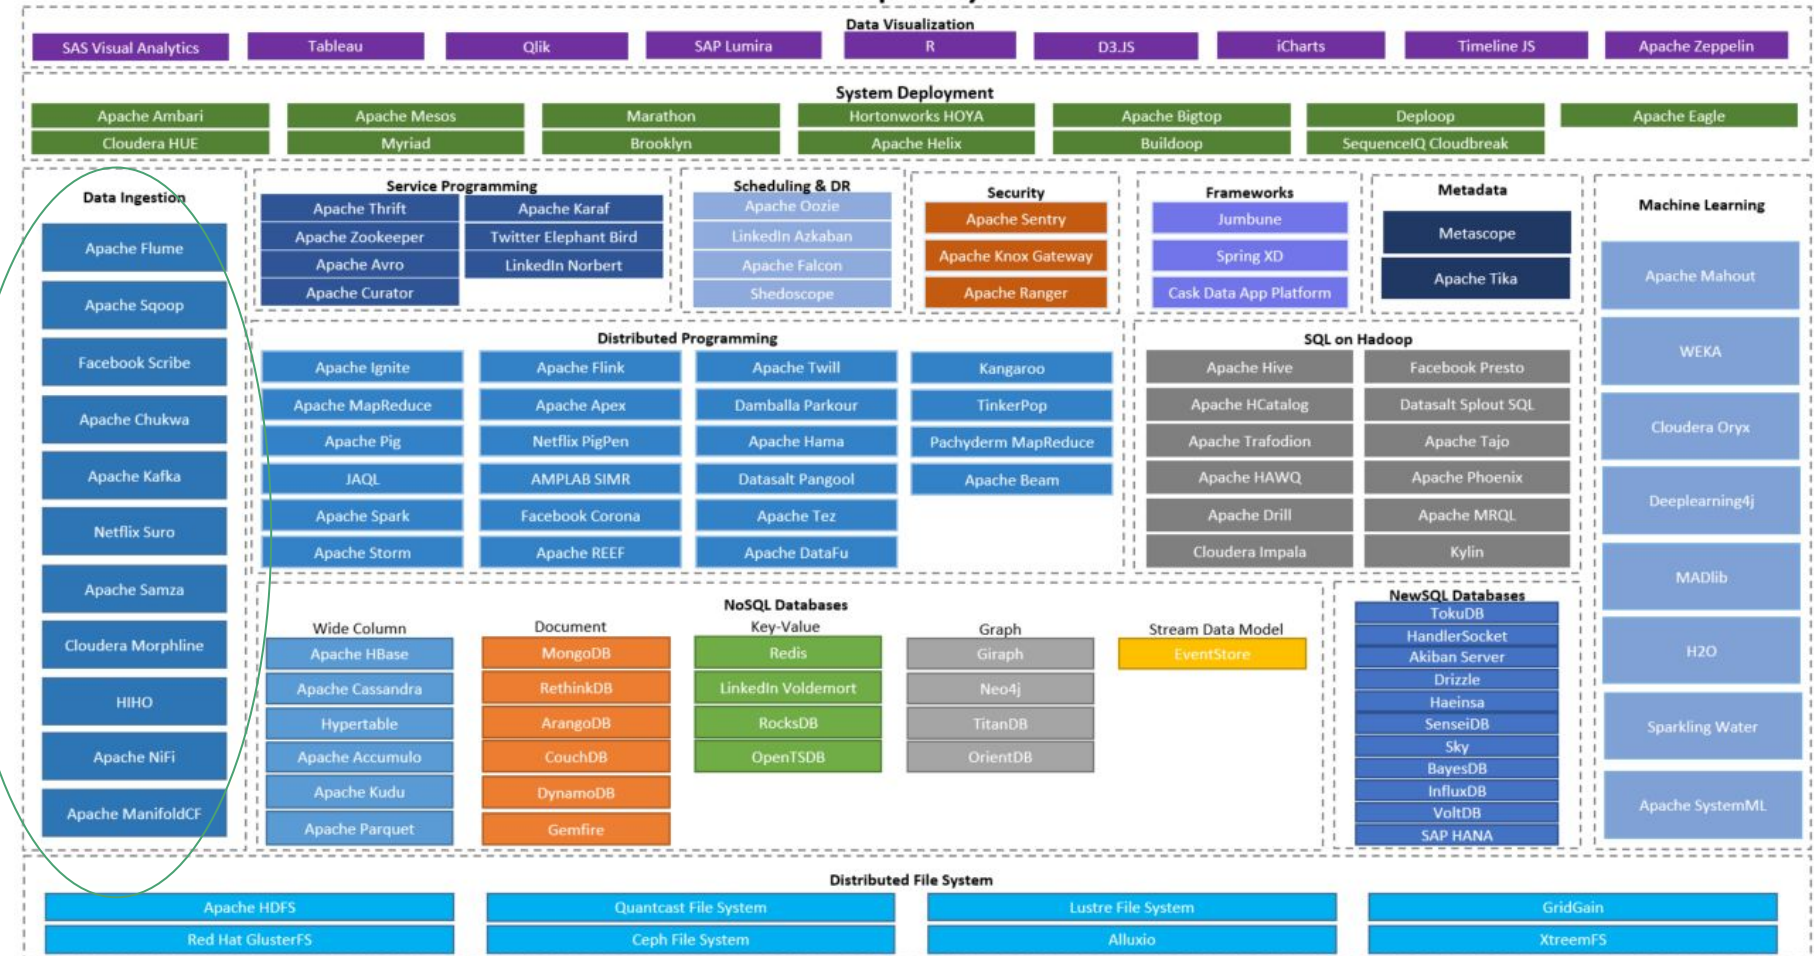 Data Visualization
SAS Visual Analytics
Tableau
Qlik
SAP Lumira
R
D3.JS
iCharts
Timeline JS
Apache Zeppelin
System Deployment
Apache Ambari
Apache Mesos
Marathon
Hortonworks HOYA
Apache Bigtop
Deploop
Apache Eagle
Cloudera HUE
Myriad
Brooklyn
Apache Helix
Buildoop
SequenceIQ Cloudbreak
Data Ingestion
Apache Flume
Apache Sqoop
Facebook Scribe
Apache Chukwa
Apache Kafka
Netflix Suro
Apache Samza
Cloudera Morphline
HIHO
Apache NiFi
Apache ManifoldCF
Service Programming
Apache Thrift
Apache Karaf
Apache Zookeeper
Twitter Elephant Bird
Apache Avro
LinkedIn Norbert
Apache Curator
Scheduling & DR
Apache Oozie
LinkedIn Azkaban
Apache Falcon
Shedoscope
Security
Apache Sentry
Apache Knox Gateway
Apache Ranger
Frameworks
Jumbune
Spring XD
Cask Data App Platform
Metadata
Metascope
Apache Tika
Machine Learning
Apache Mahout
WEKA
Cloudera Oryx
Deeplearning4j
MADlib
H2O
Sparkling Water
Apache SystemML
Distributed Programming
Apache Ignite
Apache Flink
Apache Twill
Kangaroo
Apache MapReduce
Apache Apex
Damballa Parkour
TinkerPop
Apache Pig
Netflix PigPen
Apache Hama
Pachyderm MapReduce
JAQL
AMPLAB SIMR
Datasalt Pangool
Apache Beam
Apache Spark
Facebook Corona
Apache Tez
Apache Storm
Apache REEF
Apache DataFu
SQL on Hadoop
Apache Hive
Facebook Presto
Apache HCatalog
Datasalt Splout SQL
Apache Trafodion
Apache Tajo
Apache HAWQ
Apache Phoenix
Apache Drill
Apache MRQL
Cloudera Impala
Kylin
NoSQL Databases
Wide Column
Apache HBase
Apache Cassandra
Hypertable
Apache Accumulo
Apache Kudu
Apache Parquet
Document
MongoDB
RethinkDB
ArangoDB
CouchDB
DynamoDB
Gemfire
Key-Value
Redis
LinkedIn Voldemort
RocksDB
OpenTSDB
Graph
Giraph
Neo4j
TitanDB
OrientDB
Stream Data Model
EventStore
NewSQL Databases
TokuDB
HandlerSocket
Akiban Server
Drizzle
Haeinsa
SenseiDB
Sky
BayesDB
InfluxDB
VoltDB
SAP HANA
Distributed File System
Apache HDFS
Quantcast File System
Lustre File System
GridGain
Red Hat GlusterFS
Ceph File System
Alluxio
XtreemFS